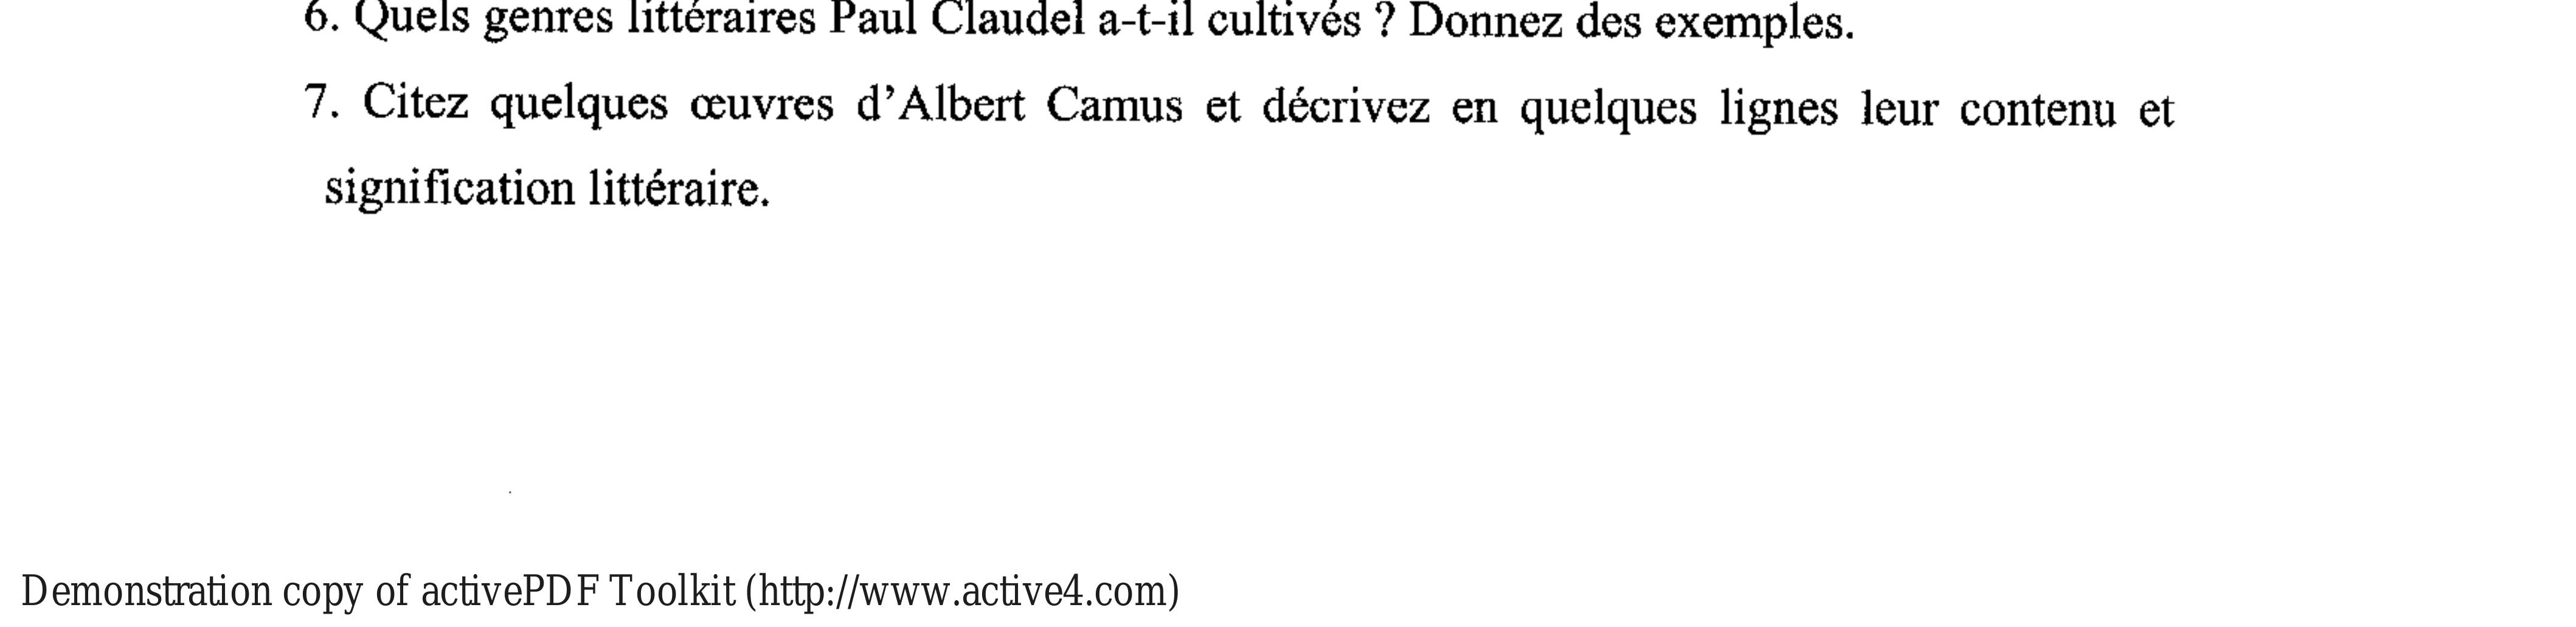 6. Quels genres littéraires Paul Claudel a-t-il cultivés ? Donnez des exemples.
7. Citez quelques œuvres d’Albert Camus et décrivez en quelques lignes leur contenu et
signification littéraire.
Demonstration copy of activePDF Toolkit (http://www.active4.com)